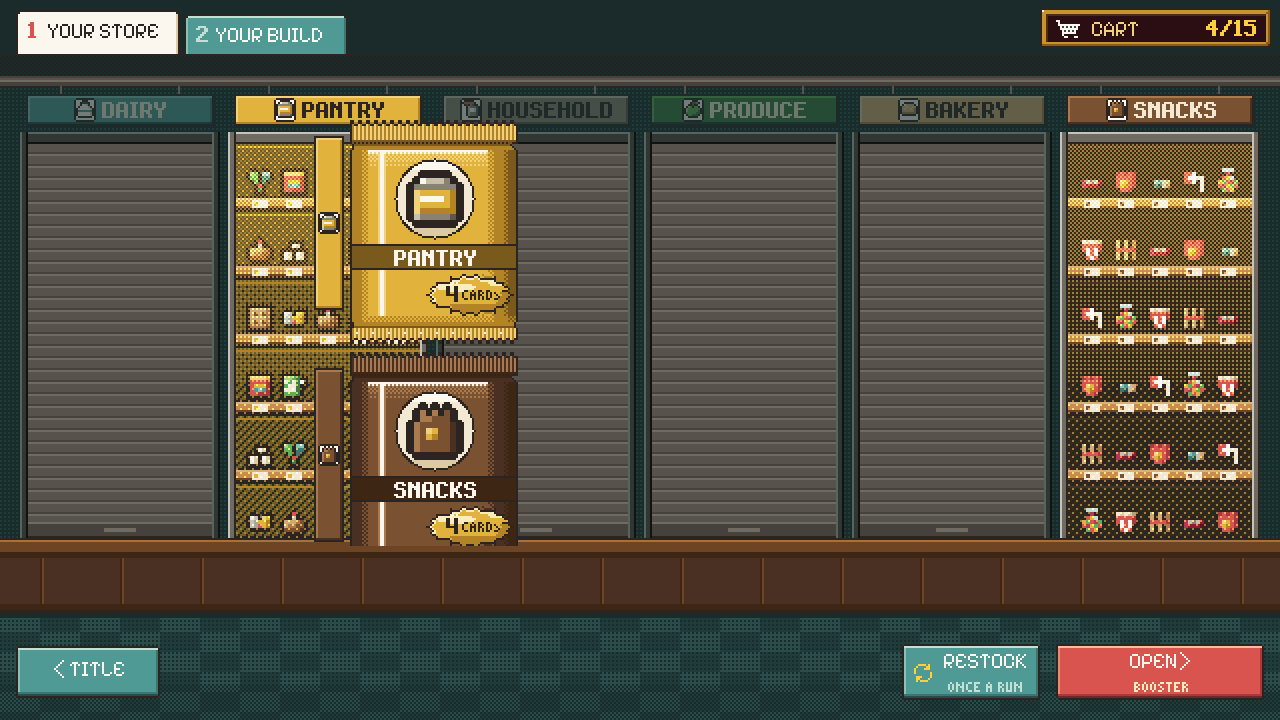 1 YOUR STORE
2 YOUR BUILD
CART 4/15
DAIRY
PANTRY
HOUSEHOLD
PRODUCE
BAKERY
SNACKS
PANTRY
4 CARDS
SNACKS
4 CARDS
<TITLE
RESTOCK
ONCE A RUN
OPEN>
BOOSTER